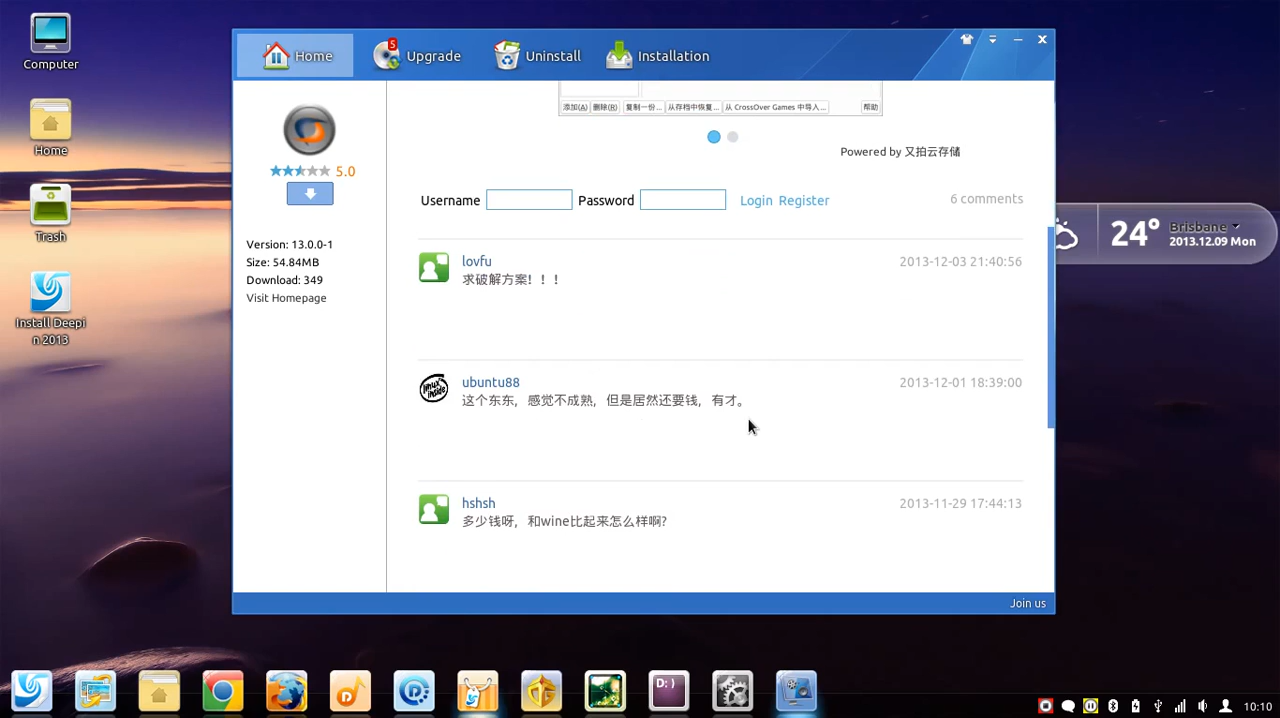 Computer
Home
Trash
Install Deepi
n 2013
Home
5
Upgrade
Uninstall
Installation
5.0
Version: 13.0.0-1
Size: 54.84MB
Download: 349
Visit Homepage
添加(A) 删除(R) 复制一份... 从存档中恢复... 从 CrossOver Games 中导入... 帮助
Powered by 又拍云存储
Username Password Login Register 6 comments
lovfu 2013-12-03 21:40:56
求破解方案！！！
linux inside
ubuntu88 2013-12-01 18:39:00
这个东东，感觉不成熟，但是居然还要钱，有才。
hshsh 2013-11-29 17:44:13
多少钱呀，和wine比起来怎么样啊?
Join us
24° Brisbane
2013.12.09 Mon
D:)
10:10